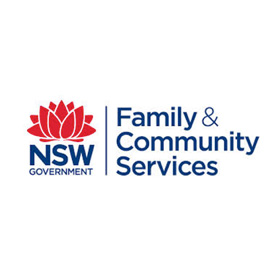 NSW
GOVERNMENT
Family &
Community
Services